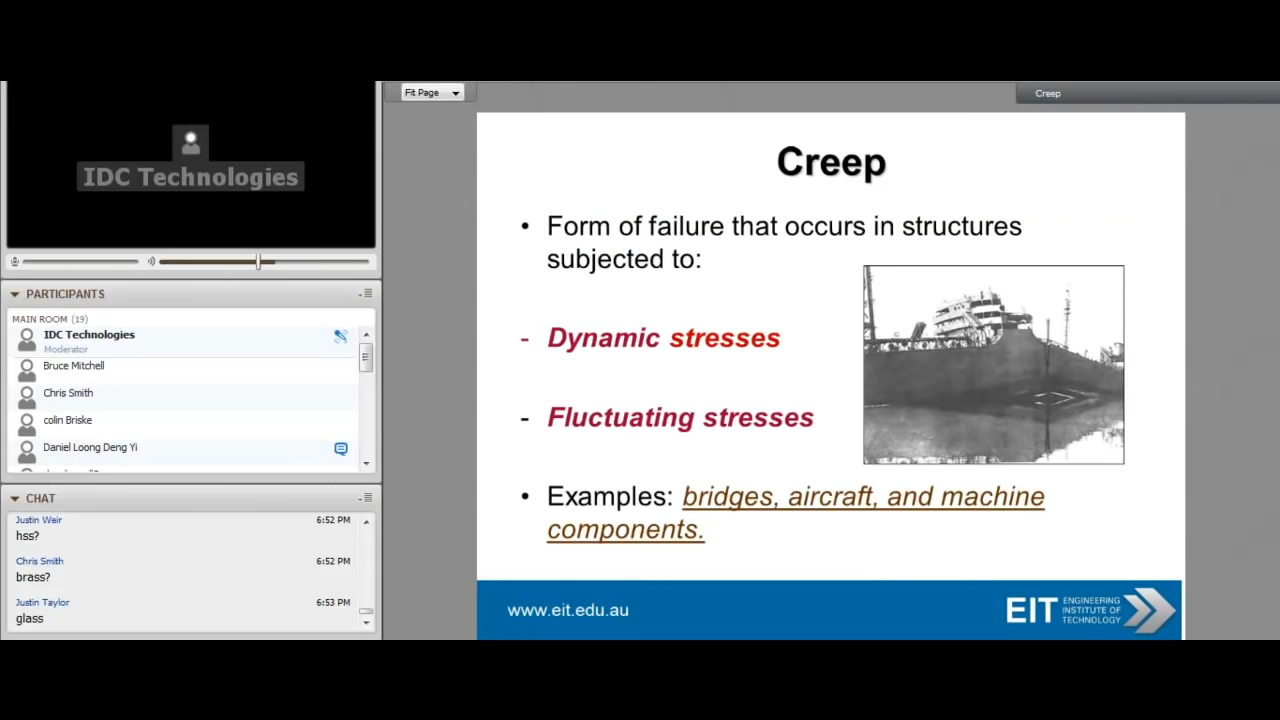 Fit Page
Creep
IDC Technologies
PARTICIPANTS
MAIN ROOM (19)
IDC Technologies
Moderator
Bruce Mitchell
Chris Smith
colin Briske
Daniel Loong Deng Yi
CHAT
Justin Weir 6:52 PM
hss?
Chris Smith 6:52 PM
brass?
Justin Taylor 6:53 PM
glass
Creep
• Form of failure that occurs in structures
subjected to:
- Dynamic stresses
- Fluctuating stresses
• Examples: bridges, aircraft, and machine
components.
www.eit.edu.au
EIT
ENGINEERING
INSTITUTE OF
TECHNOLOGY